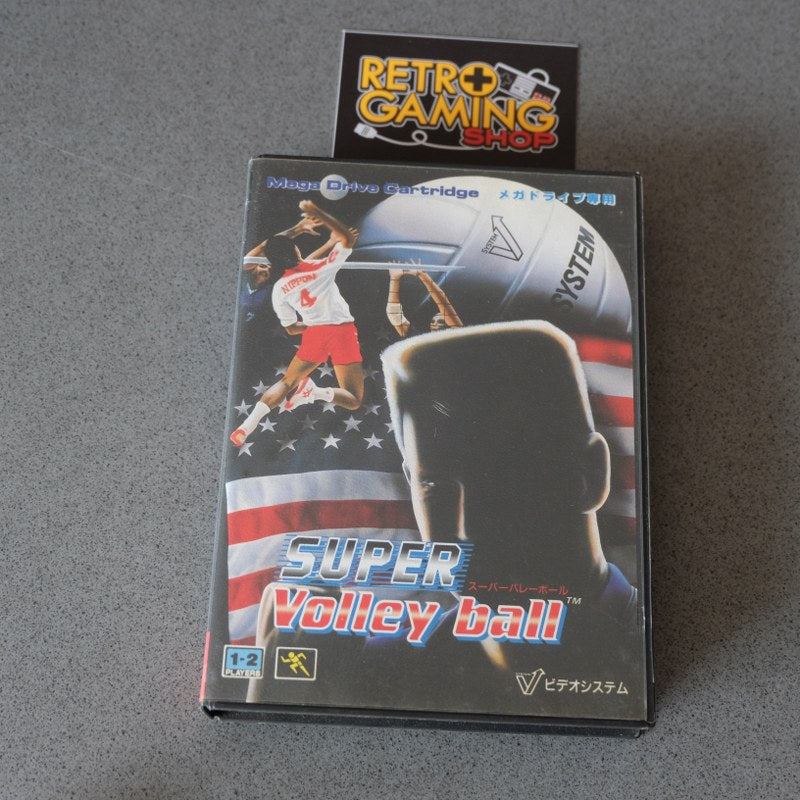 RETRO
GAMING
SHOP
Mega Drive Cartridge メガドライブ専用
SYSTEM
SYSTEM
NIPPON
4
SUPER
スーパーバレーボール
Volley ball™
1-2
PLAYERS
ビデオシステム